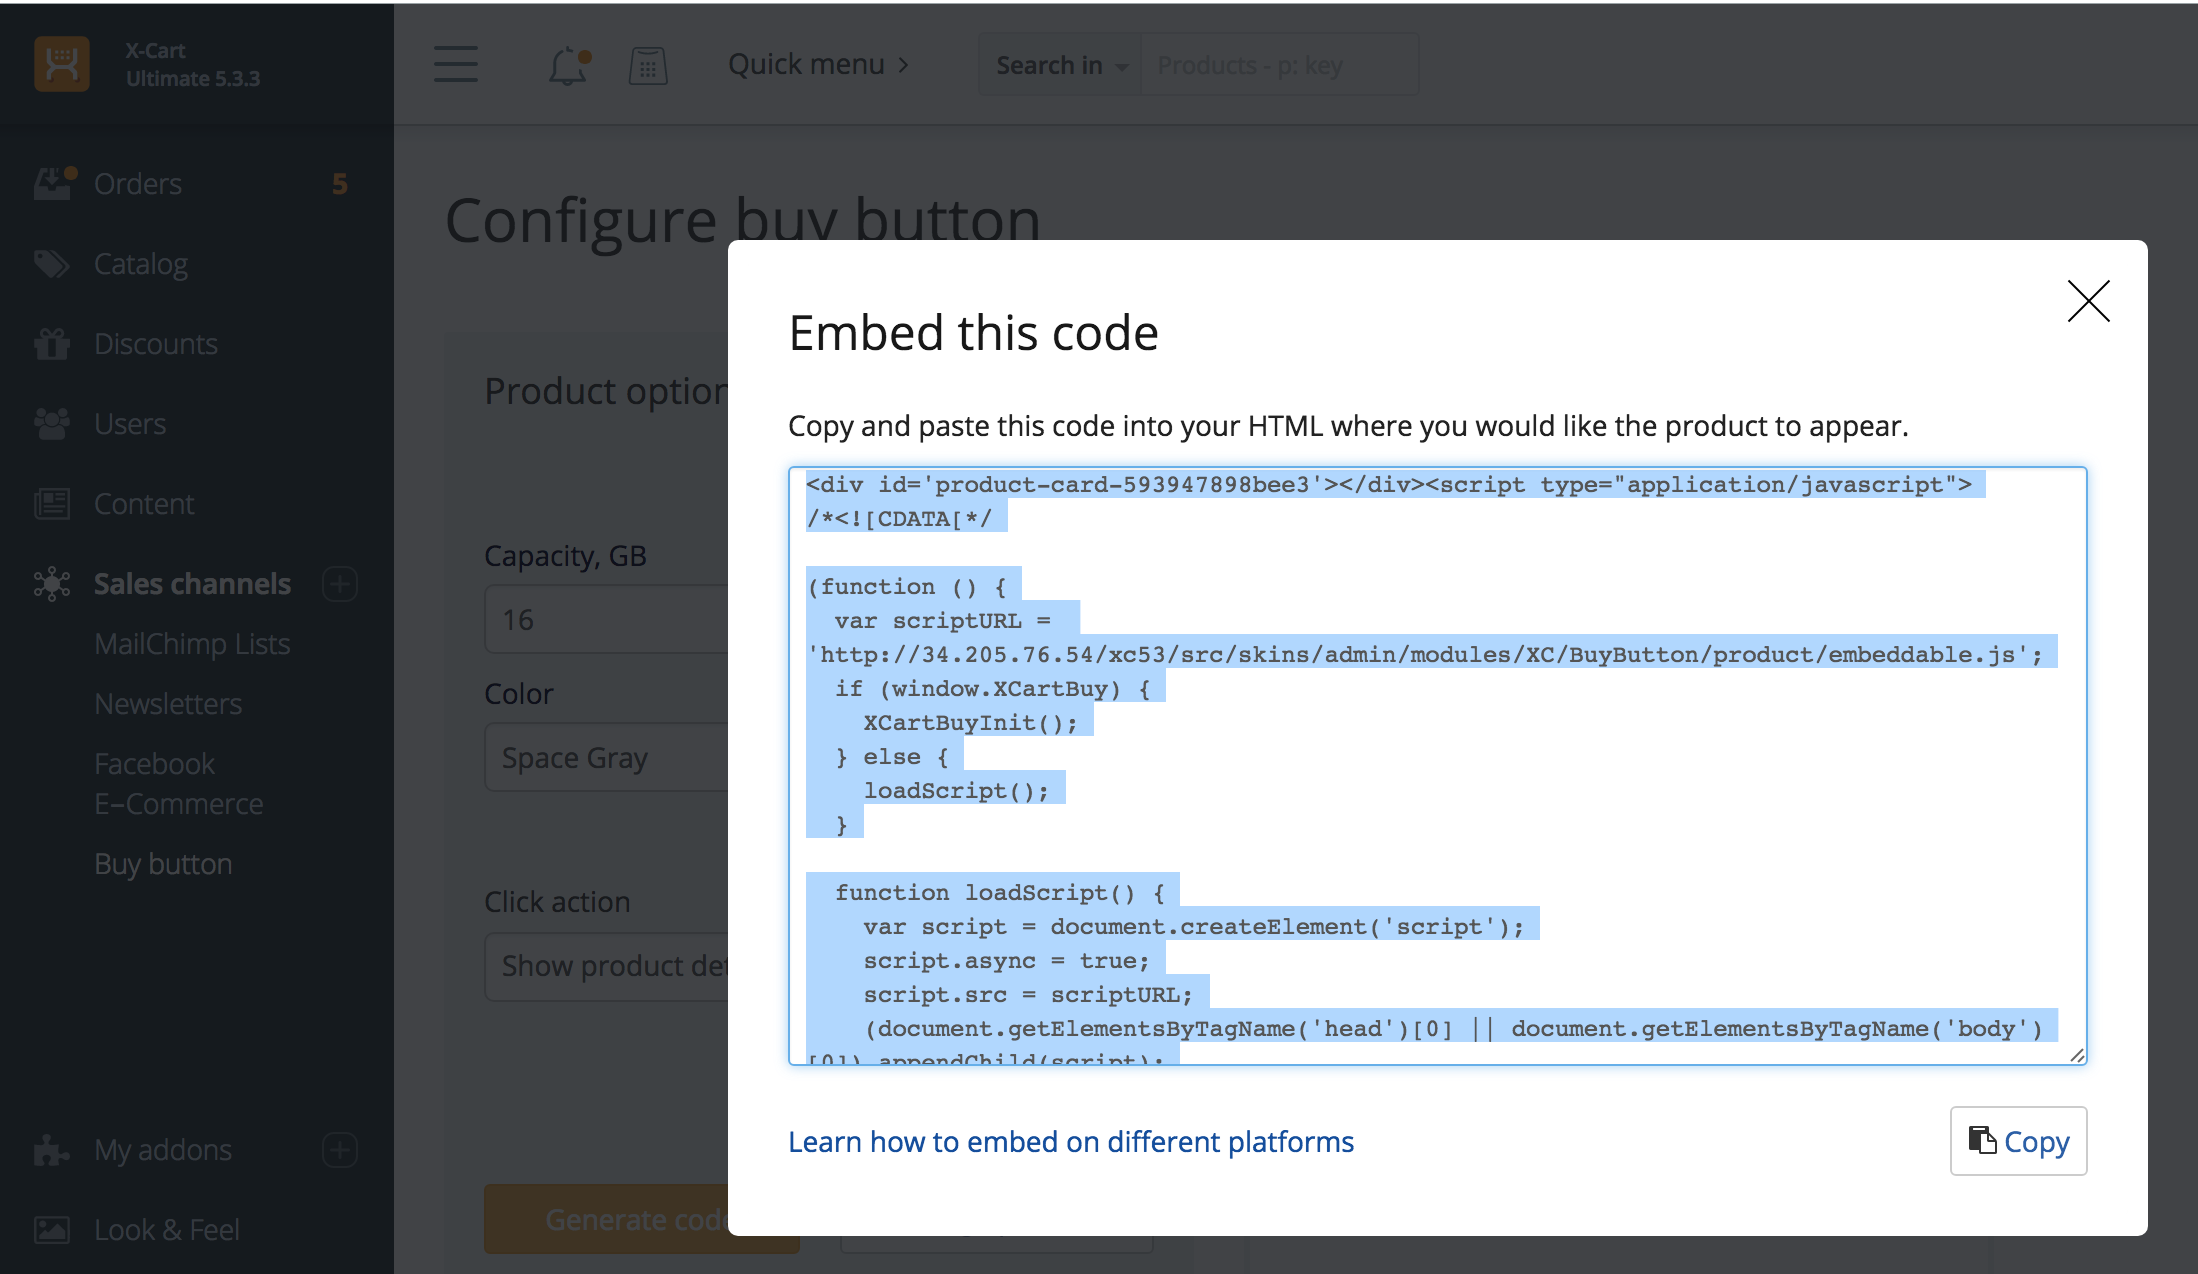 X-Cart
Ultimate 5.3.3
Quick menu
Search in
Products - p: key
Orders 5
Catalog
Discounts
Users
Content
Sales channels
MailChimp Lists
Newsletters
Facebook
E-Commerce
Buy button
My addons
Look & Feel
Configure buy button
Product option
Capacity, GB
16
Color
Space Gray
Click action
Show product det
Generate code
Embed this code
Copy and paste this code into your HTML where you would like the product to appear.
<div id='product-card-593947898bee3'></div><script type="application/javascript">
/*<![CDATA[*/
(function () {
  var scriptURL =
'http://34.205.76.54/xc53/src/skins/admin/modules/XC/BuyButton/product/embeddable.js';
  if (window.XCartBuy) {
    XCartBuyInit();
  } else {
    loadScript();
  }
  function loadScript() {
    var script = document.createElement('script');
    script.async = true;
    script.src = scriptURL;
    (document.getElementsByTagName('head')[0] || document.getElementsByTagName('body')
[0]).appendChild(script);
Learn how to embed on different platforms
Copy